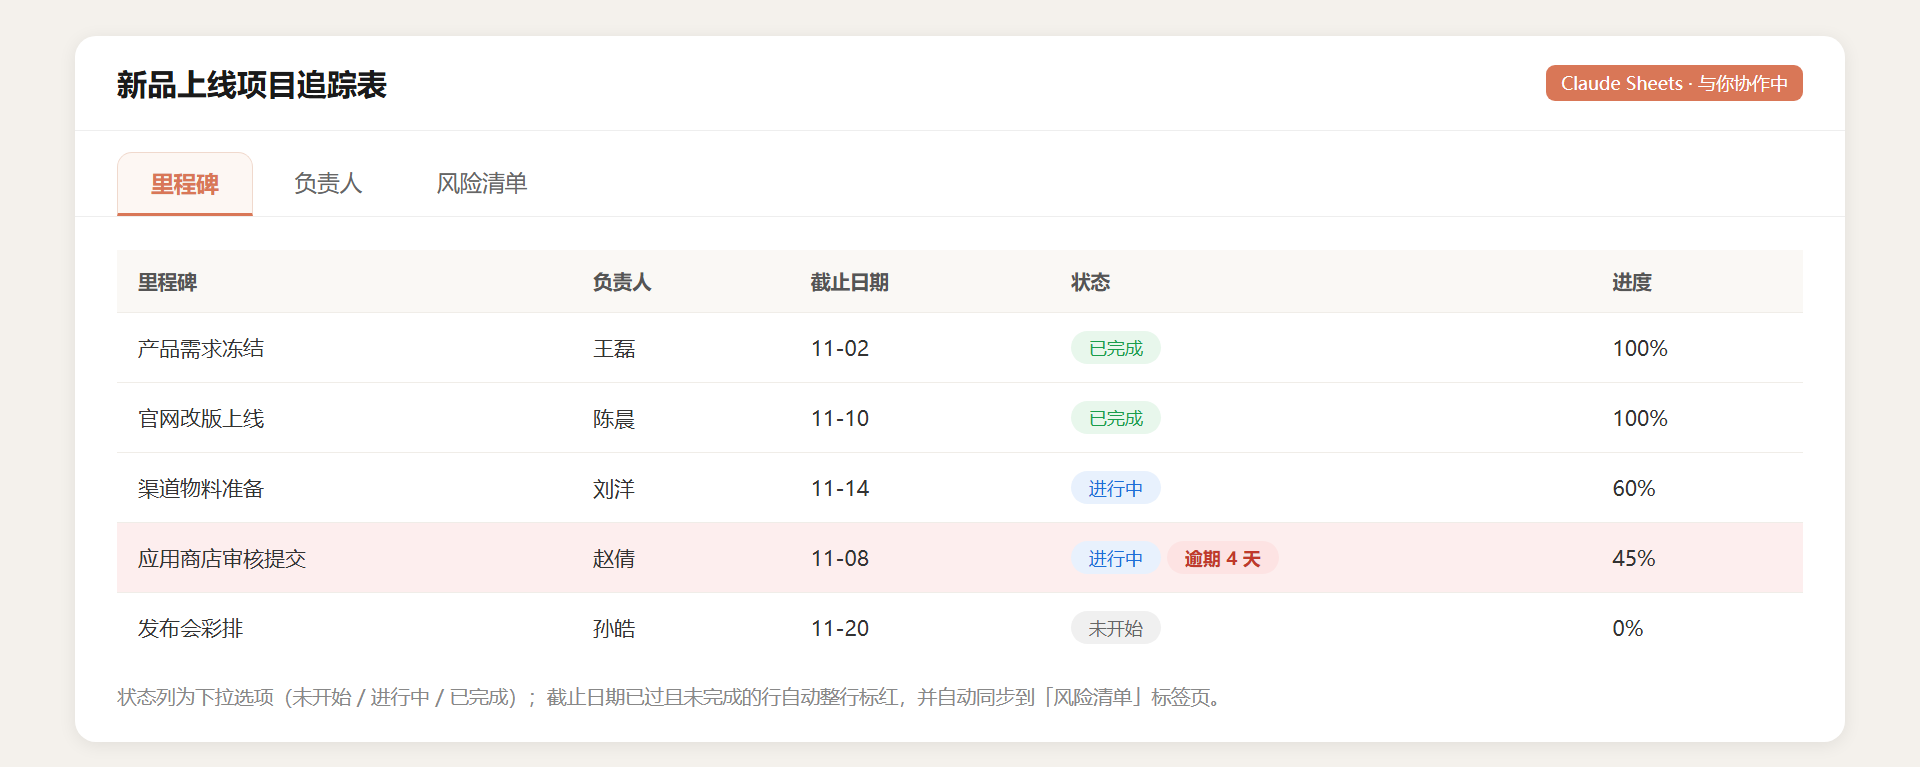 新品上线项目追踪表
Claude Sheets · 与你协作中
里程碑 负责人 风险清单
里程碑 负责人 截止日期 状态 进度
产品需求冻结 王磊 11-02 已完成 100%
官网改版上线 陈晨 11-10 已完成 100%
渠道物料准备 刘洋 11-14 进行中 60%
应用商店审核提交 赵倩 11-08 进行中 逾期 4 天 45%
发布会彩排 孙皓 11-20 未开始 0%
状态列为下拉选项（未开始 / 进行中 / 已完成）；截止日期已过且未完成的行自动整行标红，并自动同步到「风险清单」标签页。